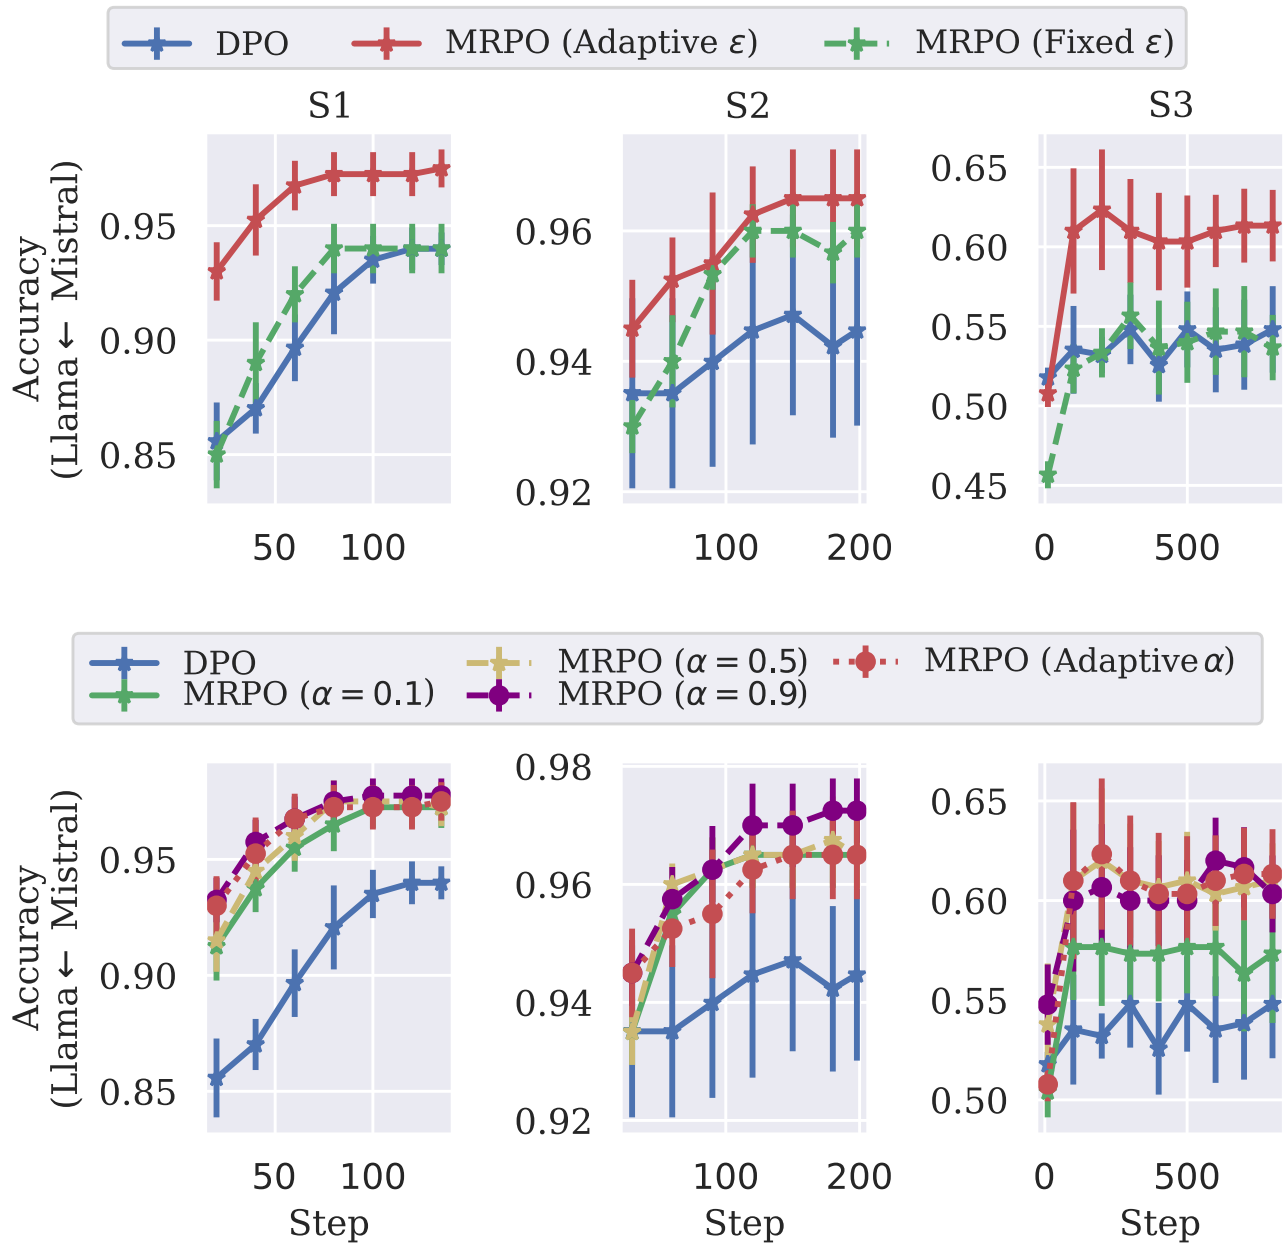 DPO MRPO (Adaptive ε) MRPO (Fixed ε)
S1 S2 S3
Accuracy
(Llama ← Mistral)
0.95
0.90
0.85
50 100
0.96
0.94
0.92
100 200
0.65
0.60
0.55
0.50
0.45
0 500
DPO MRPO (α = 0.5) MRPO (Adaptive α)
MRPO (α = 0.1) MRPO (α = 0.9)
Accuracy
(Llama ← Mistral)
0.95
0.90
0.85
50 100
Step
0.98
0.96
0.94
0.92
100 200
Step
0.65
0.60
0.55
0.50
0 500
Step